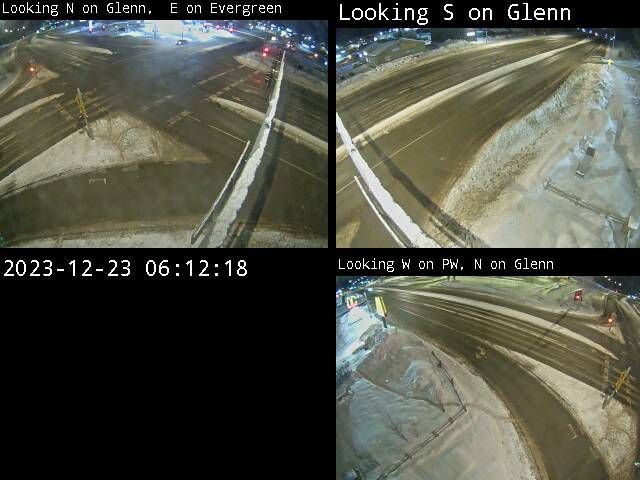 Looking N on Glenn,  E on Evergreen
Looking S on Glenn
2023-12-23 06:12:18
Looking W on PW, N on Glenn